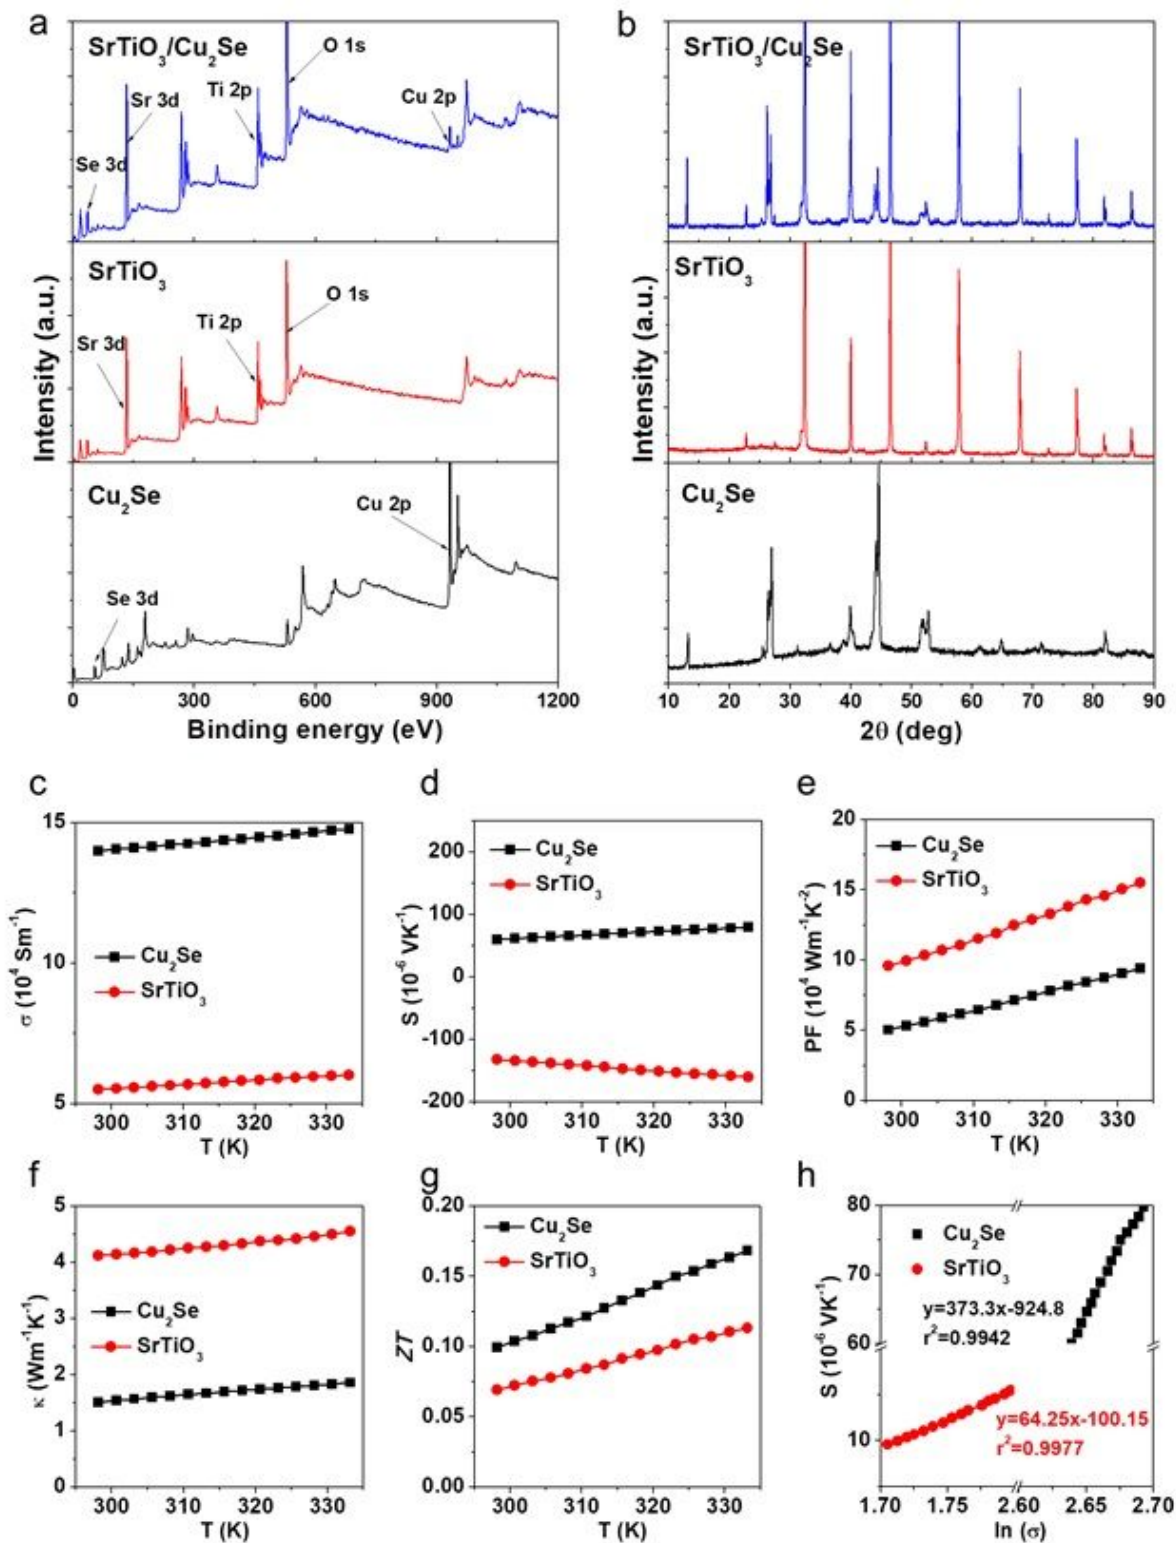 a
SrTiO₃/Cu₂Se
O 1s
Sr 3d
Ti 2p
Cu 2p
Se 3d
SrTiO₃
O 1s
Ti 2p
Sr 3d
Cu₂Se
Cu 2p
Se 3d
Intensity (a.u.)
0 300 600 900 1200
Binding energy (eV)
b
SrTiO₃/Cu₂Se
SrTiO₃
Cu₂Se
Intensity (a.u.)
10 20 30 40 50 60 70 80 90
2θ (deg)
c
15
10
5
σ (10⁴ Sm⁻¹)
Cu₂Se
SrTiO₃
300 310 320 330
T (K)
d
200
100
0
-100
-200
S (10⁻⁶ VK⁻¹)
Cu₂Se
SrTiO₃
300 310 320 330
T (K)
e
20
15
10
5
0
PF (10⁴ Wm⁻¹K⁻²)
Cu₂Se
SrTiO₃
300 310 320 330
T (K)
f
5
4
3
2
1
0
κ (Wm⁻¹K⁻¹)
Cu₂Se
SrTiO₃
300 310 320 330
T (K)
g
0.20
0.15
0.10
0.05
0.00
ZT
Cu₂Se
SrTiO₃
300 310 320 330
T (K)
h
80
70
60
10
S (10⁻⁶ VK⁻¹)
Cu₂Se
SrTiO₃
y=373.3x-924.8
r²=0.9942
y=64.25x-100.15
r²=0.9977
1.70 1.75 2.60 2.65 2.70
ln (σ)